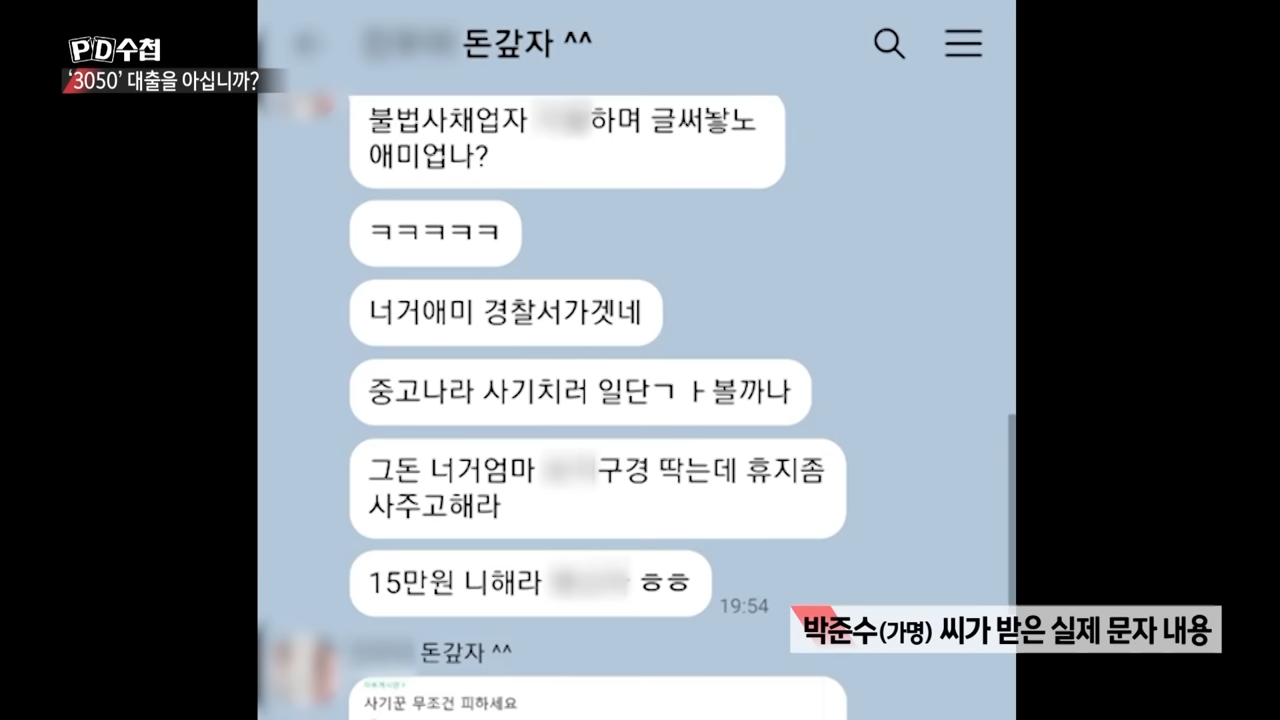 PD수첩
‘3050’ 대출을 아십니까?
돈갚자 ^^
불법사채업자 하며 글써놓노
애미업나?
ㅋㅋㅋㅋㅋ
너거애미 경찰서가겟네
중고나라 사기치러 일단ㄱ ㅏ볼까나
그돈 너거엄마 구경 딱는데 휴지좀
사주고해라
15만원 니해라 ㅎㅎ
19:54
박준수(가명) 씨가 받은 실제 문자 내용
돈갚자 ^^
사기꾼 무조건 피하세요